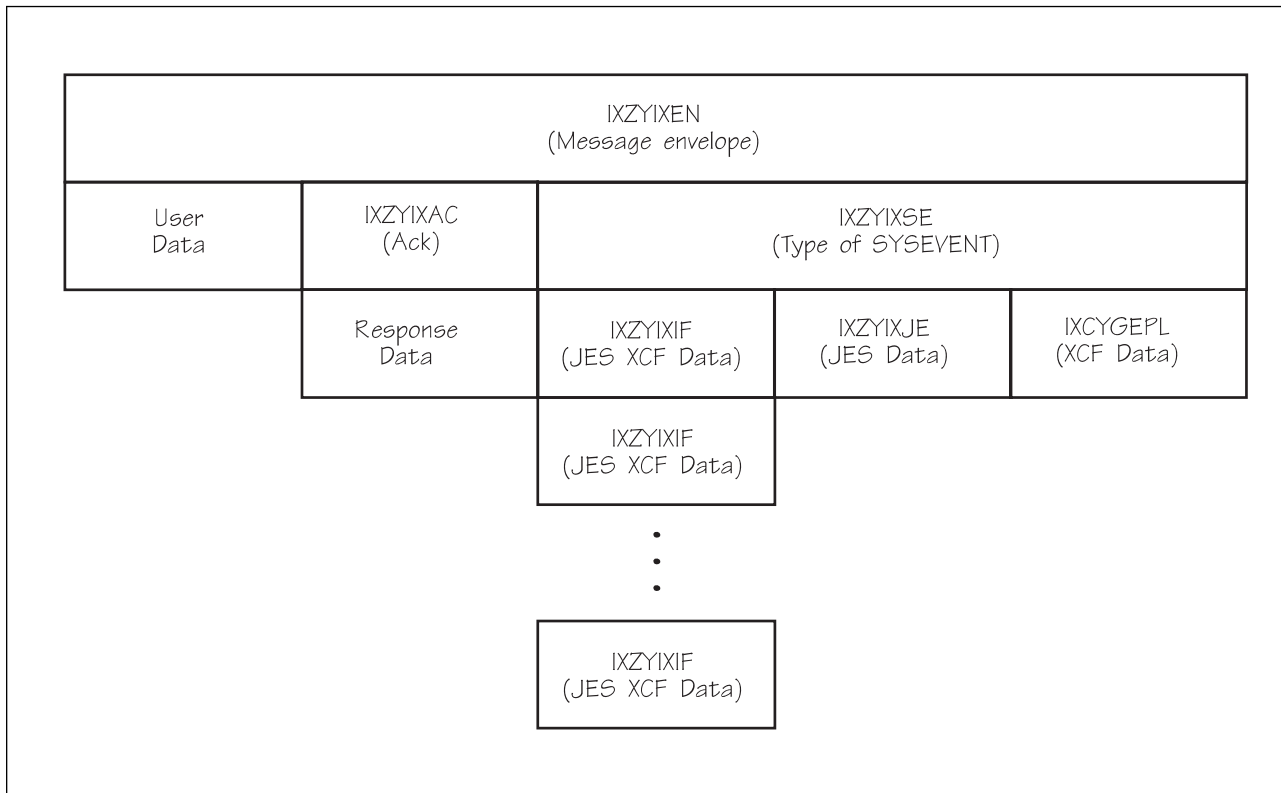 IXZYIXEN
(Message envelope)
User
Data
IXZYIXAC
(Ack)
IXZYIXSE
(Type of SYSEVENT)
Response
Data
IXZYIXIF
(JES XCF Data)
IXZYIXJE
(JES Data)
IXCYGEPL
(XCF Data)
IXZYIXIF
(JES XCF Data)
IXZYIXIF
(JES XCF Data)